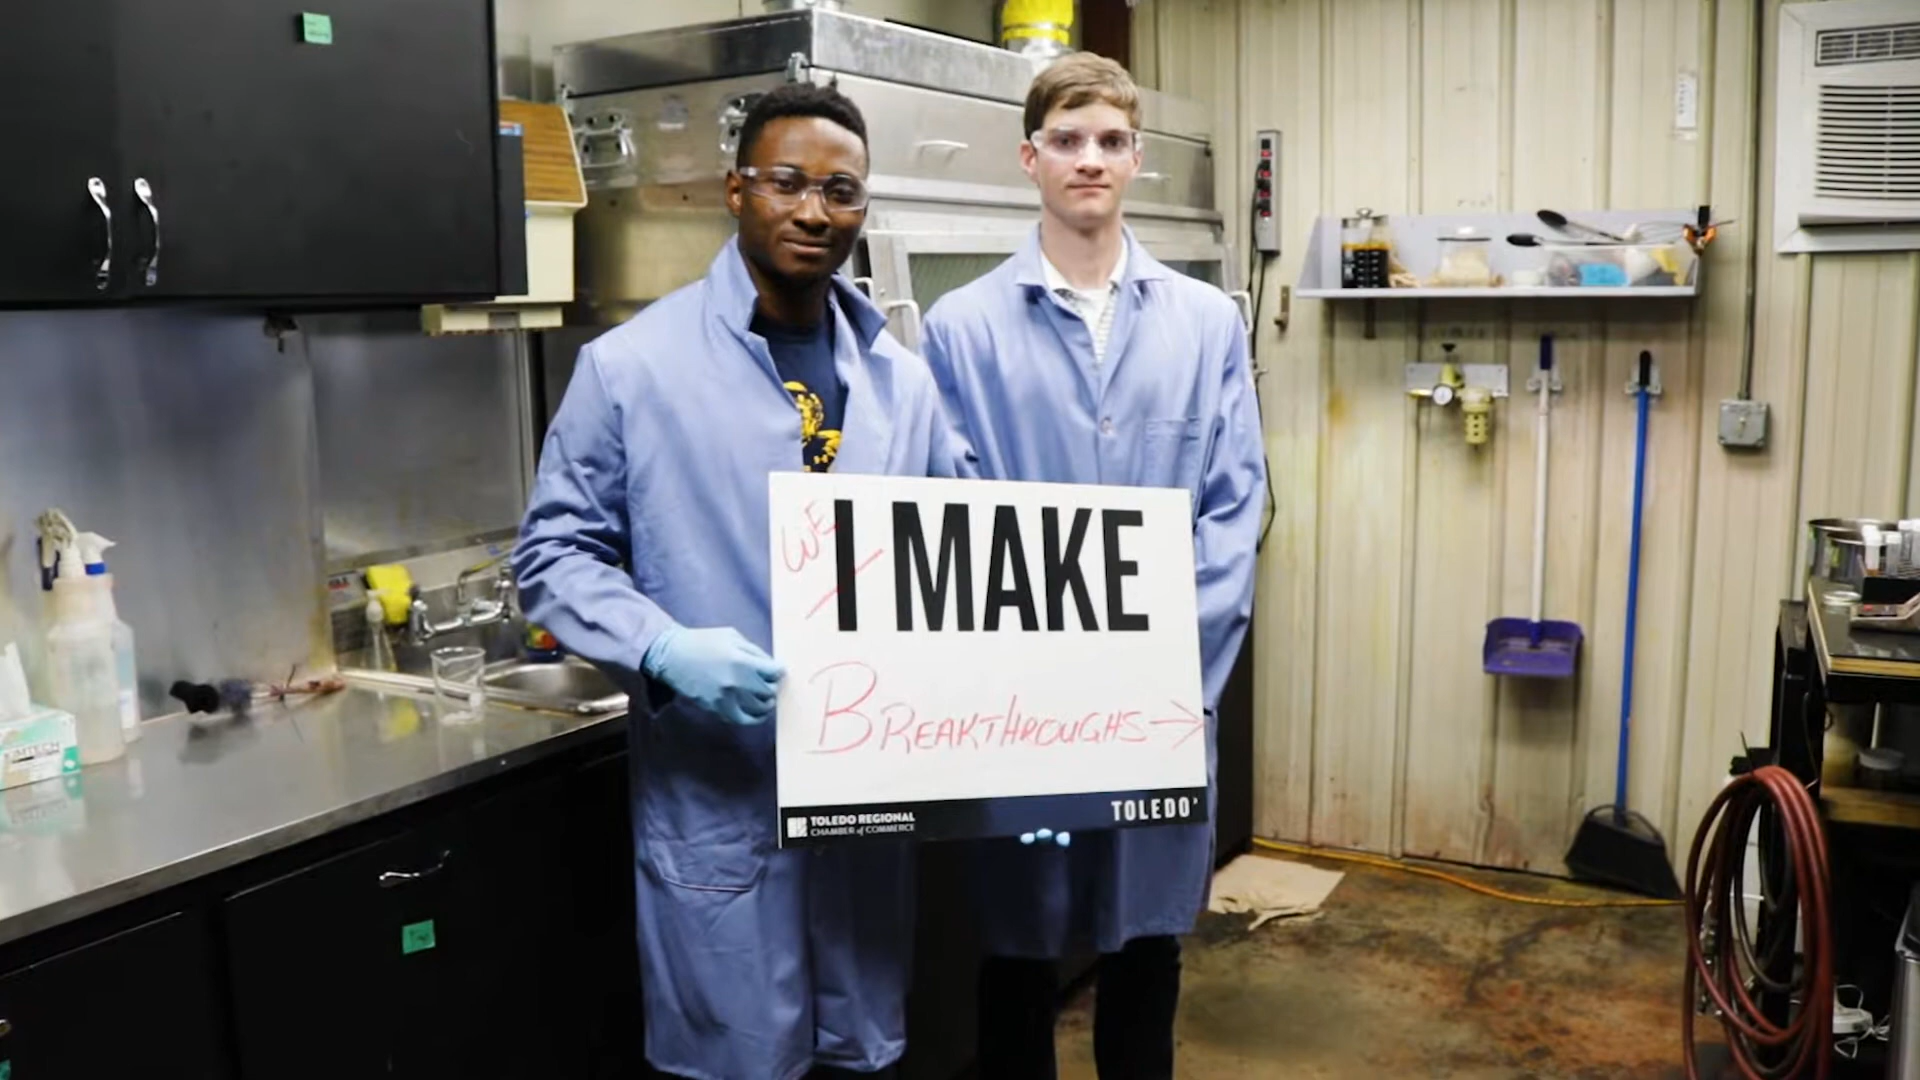 WE
I MAKE
BREAKTHROUGHS →
TOLEDO REGIONAL
CHAMBER of COMMERCE
TOLEDO